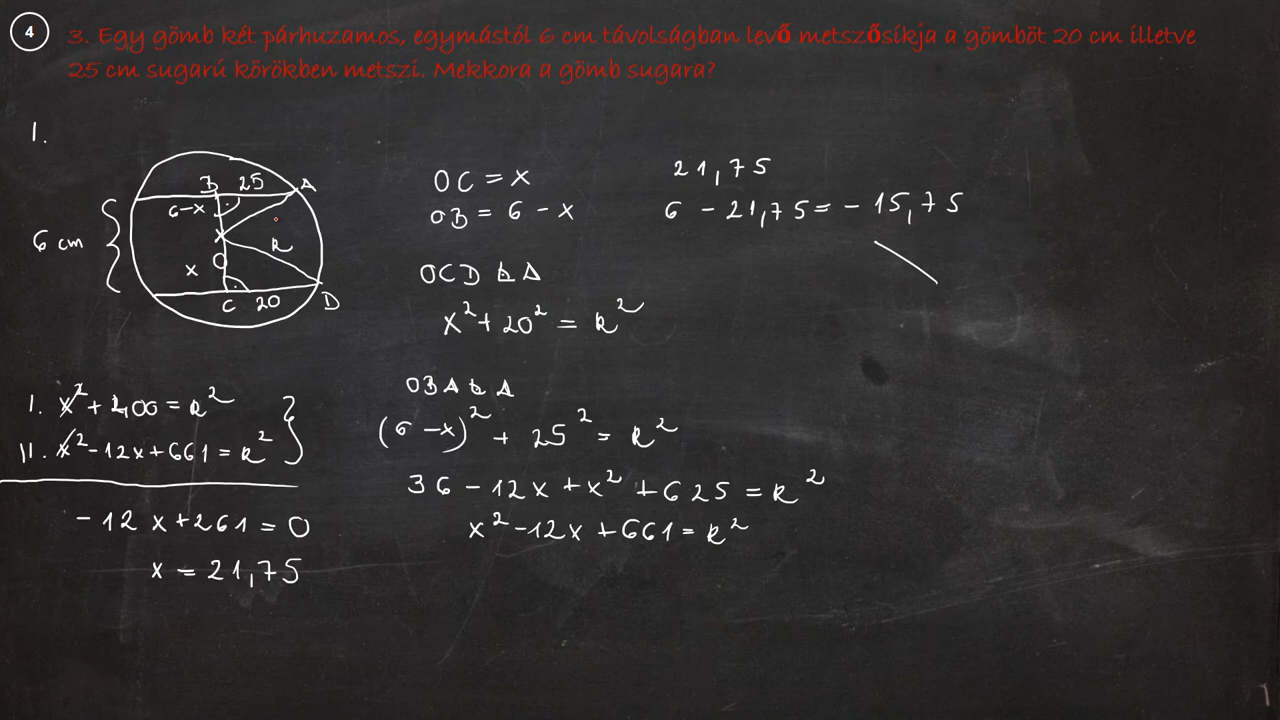 4
3. Egy gömb két párhuzamos, egymástól 6 cm távolságban levő metszősíkja a gömböt 20 cm illetve
25 cm sugarú körökben metszi. Mekkora a gömb sugara?
I.
B 25 A
6-x
6 cm
R
x O
C 20 D
OC = x
OB = 6 - x
OCD
x² + 20² = R²
OBA
(6 - x)² + 25² = R²
36 - 12x + x² + 625 = R²
x² - 12x + 661 = R²
21,75
6 - 21,75 = - 15,75
I. x² + 400 = R²
II. x² - 12x + 661 = R²
- 12 x + 261 = 0
x = 21,75